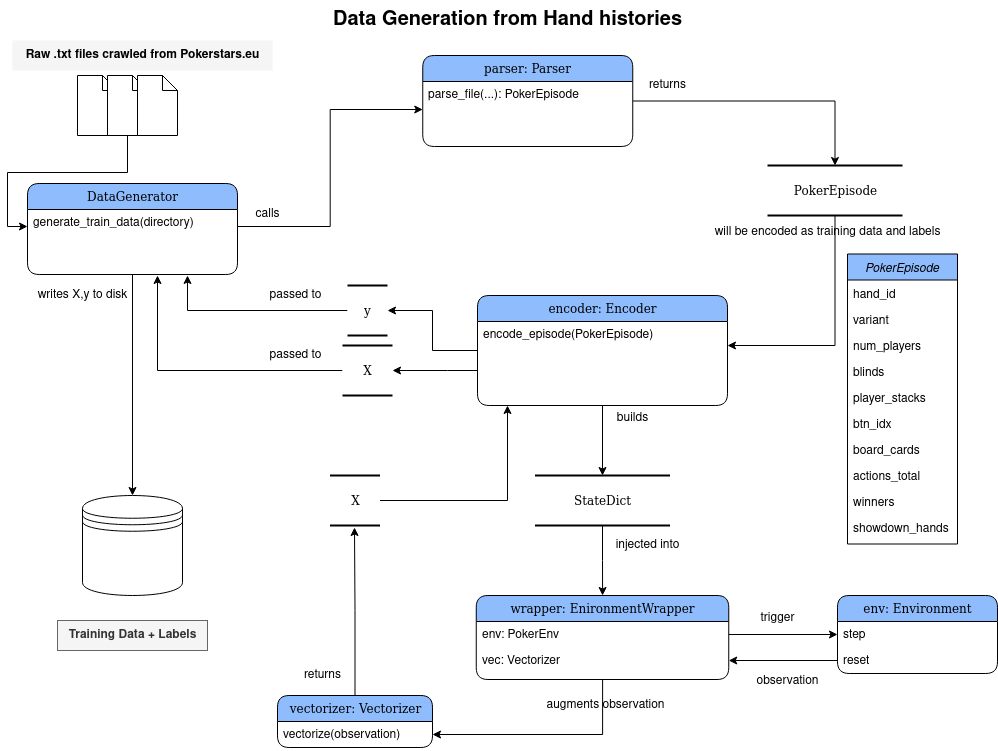 Data Generation from Hand histories
Raw .txt files crawled from Pokerstars.eu
parser: Parser
parse_file(...): PokerEpisode
returns
PokerEpisode
DataGenerator
generate_train_data(directory)
calls
will be encoded as training data and labels
PokerEpisode
hand_id
variant
num_players
blinds
player_stacks
btn_idx
board_cards
actions_total
winners
showdown_hands
writes X,y to disk
passed to
y
encoder: Encoder
encode_episode(PokerEpisode)
passed to
X
builds
X
StateDict
injected into
wrapper: EnironmentWrapper
env: PokerEnv
vec: Vectorizer
trigger
env: Environment
step
reset
observation
Training Data + Labels
returns
augments observation
vectorizer: Vectorizer
vectorize(observation)